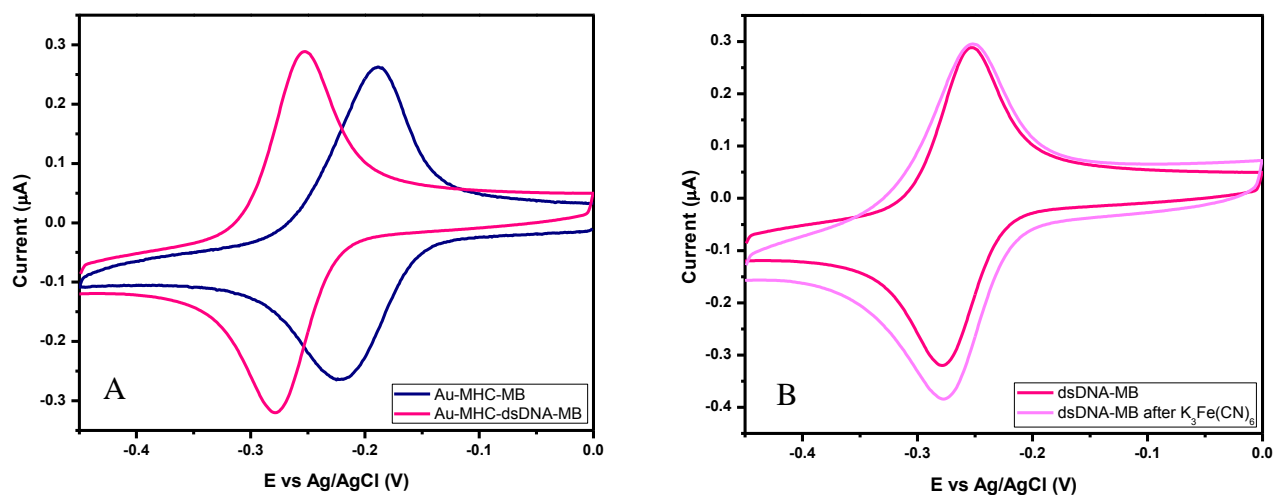 0.3
0.2
0.1
0.0
-0.1
-0.2
-0.3
Current (µA)
A
Au-MHC-MB
Au-MHC-dsDNA-MB
-0.4 -0.3 -0.2 -0.1 0.0
E vs Ag/AgCl (V)
0.3
0.2
0.1
0.0
-0.1
-0.2
-0.3
-0.4
Current (µA)
B
dsDNA-MB
dsDNA-MB after K₃Fe(CN)₆
-0.4 -0.3 -0.2 -0.1 0.0
E vs Ag/AgCl (V)